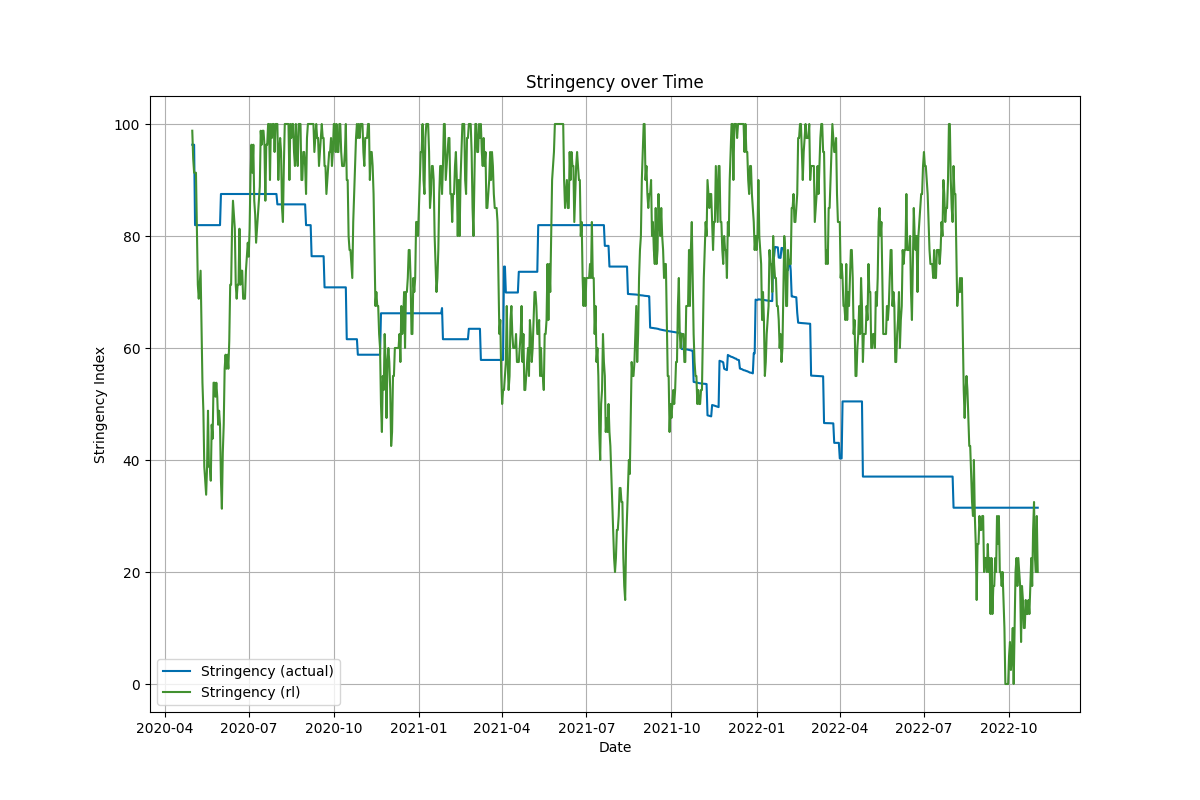 Stringency over Time
Stringency Index
100
80
60
40
20
0
Stringency (actual)
Stringency (rl)
2020-04 2020-07 2020-10 2021-01 2021-04 2021-07 2021-10 2022-01 2022-04 2022-07 2022-10
Date